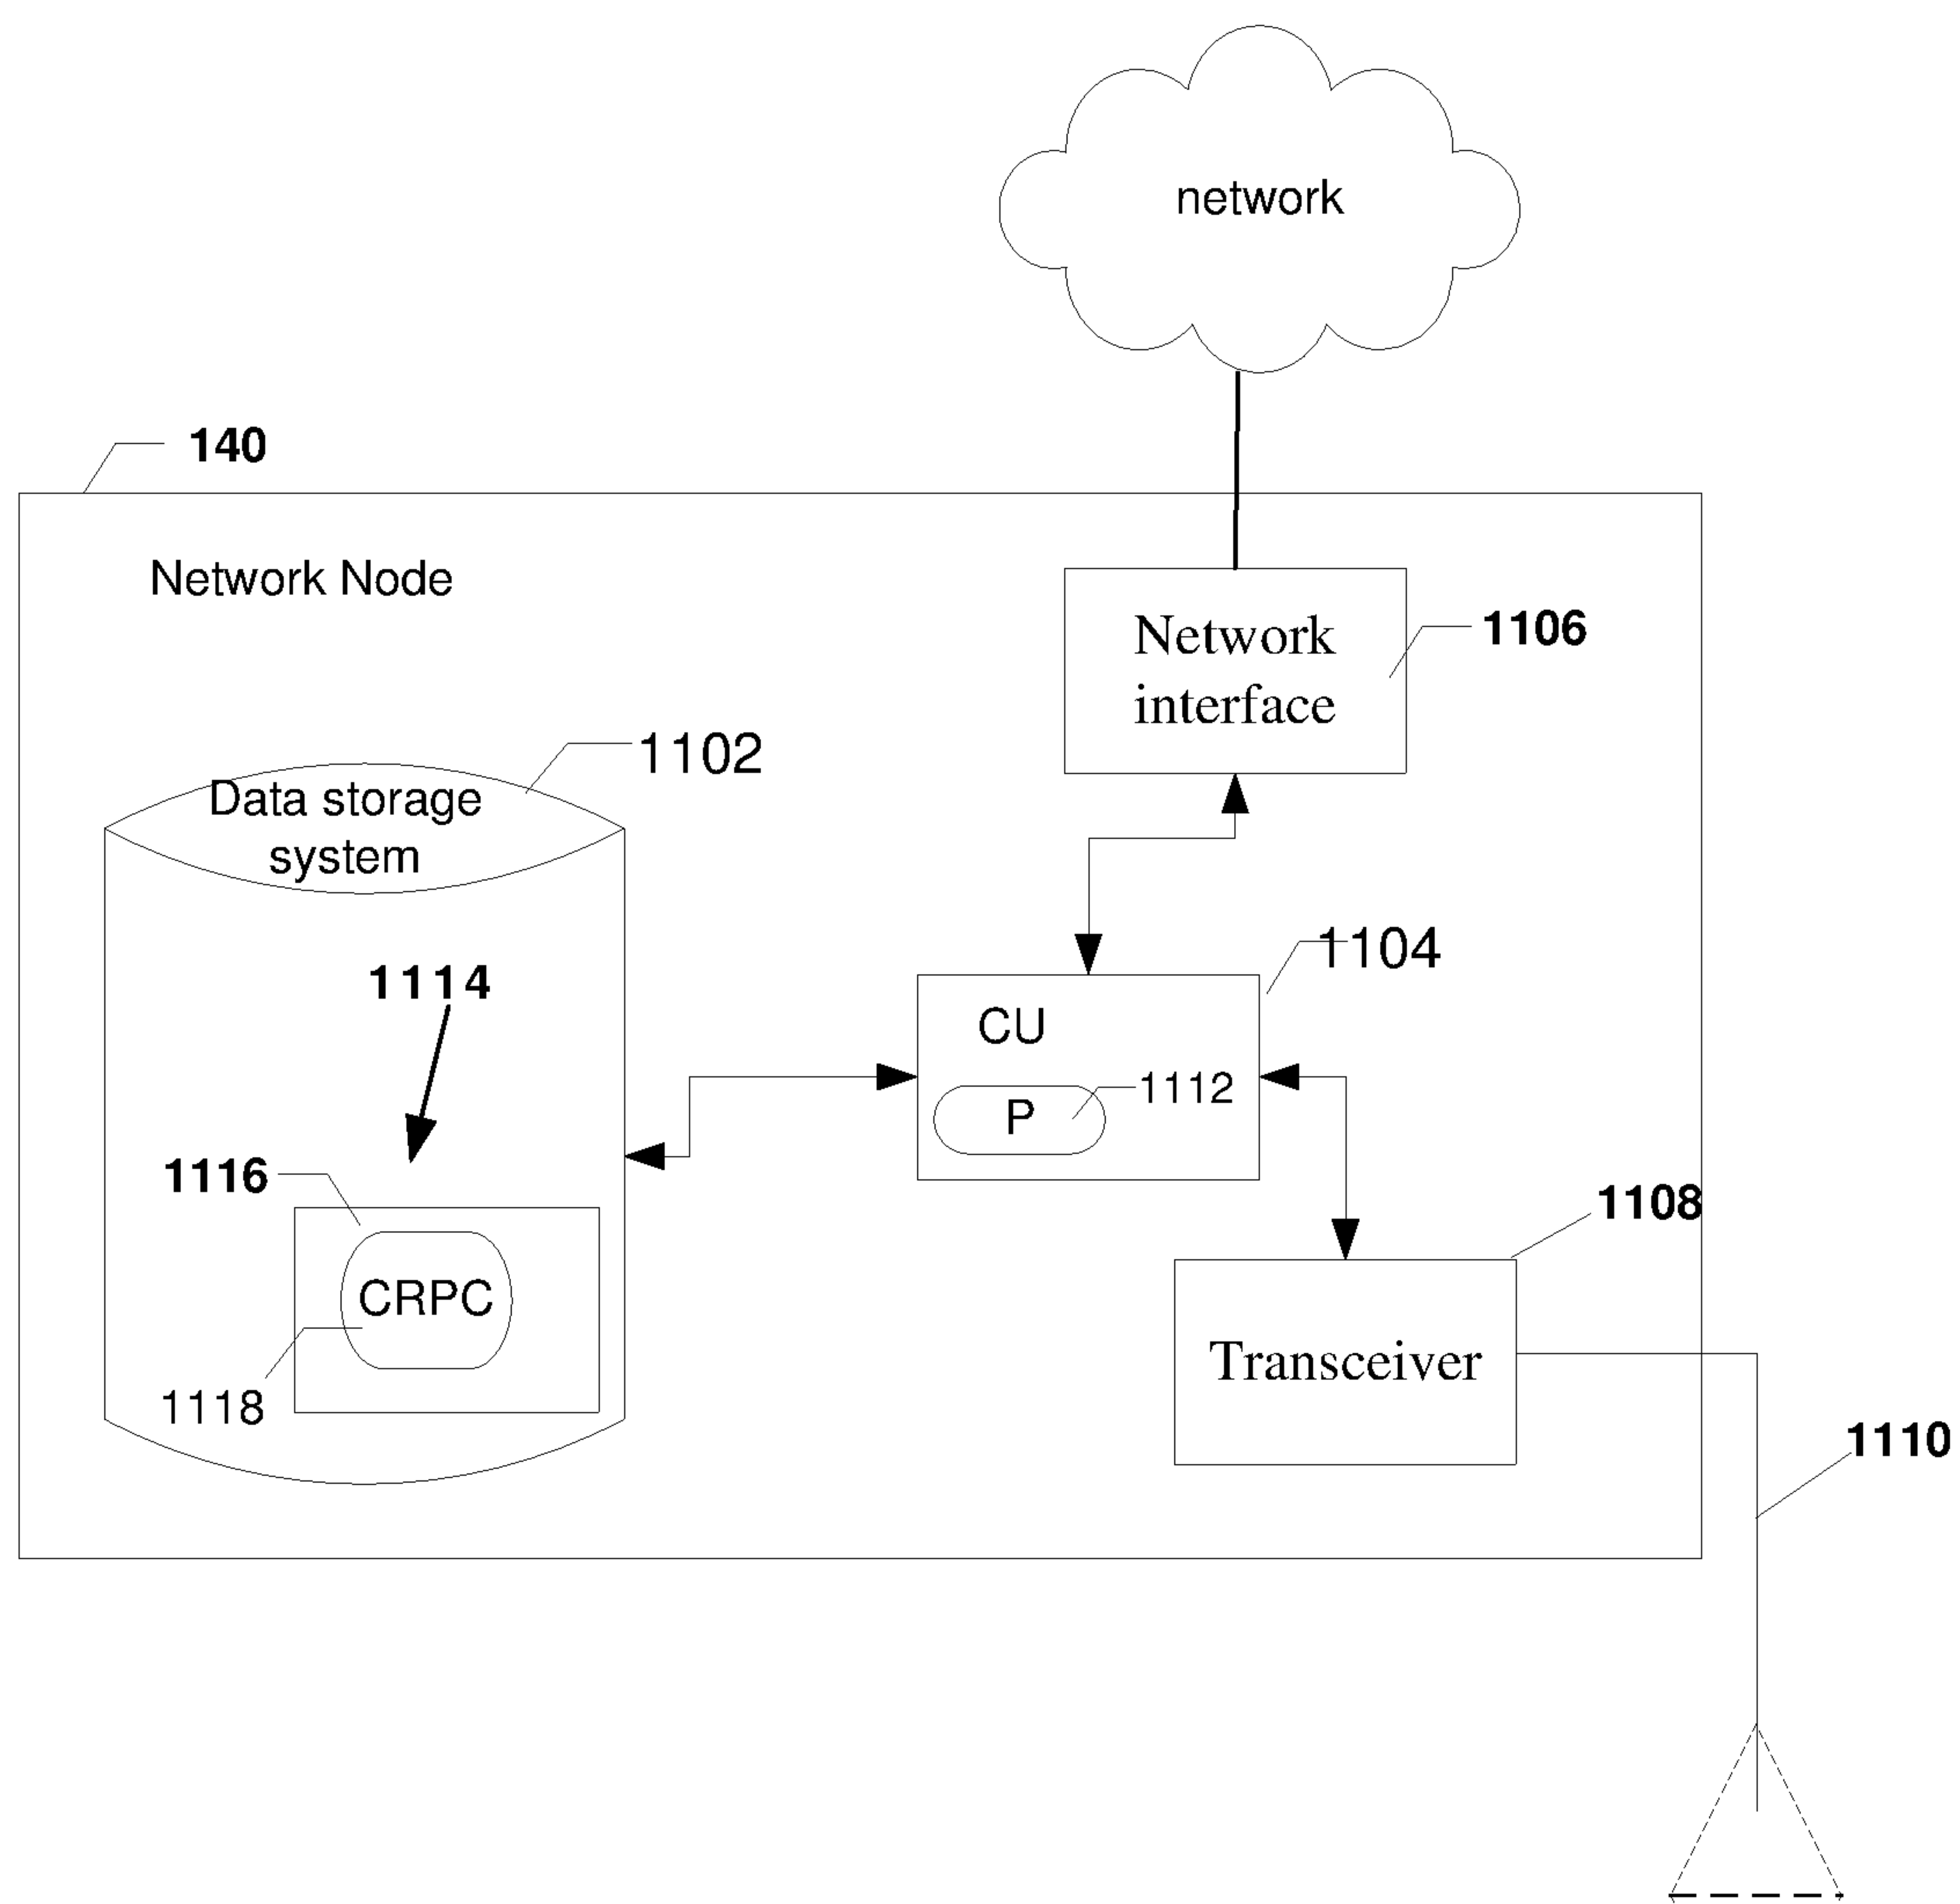 network
140
Network Node
Network
interface
1106
1102
Data storage
system
1104
1114
CU
P
1112
1116
1108
CRPC
Transceiver
1118
1110